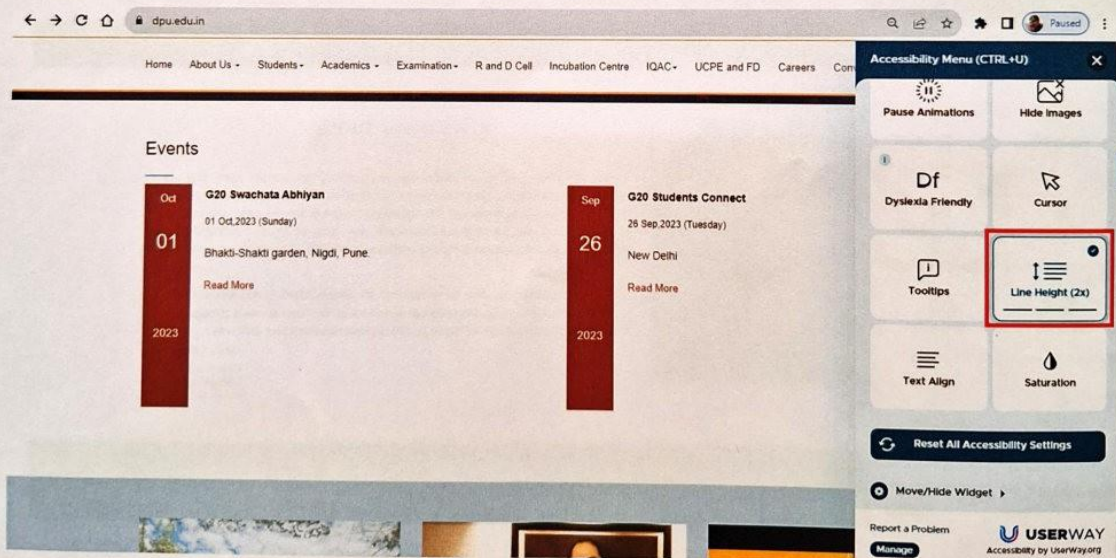 dpu.edu.in
Paused
Home About Us Students Academics Examination R and D Cell Incubation Centre IQAC UCPE and FD Careers
Events
Oct
01
2023
G20 Swachata Abhiyan
01 Oct,2023 (Sunday)
Bhakti-Shakti garden, Nigdi, Pune.
Read More
Sep
26
2023
G20 Students Connect
26 Sep,2023 (Tuesday)
New Delhi
Read More
Accessibility Menu (CTRL+U)
Pause Animations
Hide Images
Df
Dyslexia Friendly
Cursor
Tooltips
Line Height (2x)
Text Align
Saturation
Reset All Accessibility Settings
Move/Hide Widget
Report a Problem
Manage
USERWAY
Accessibility by UserWay.org